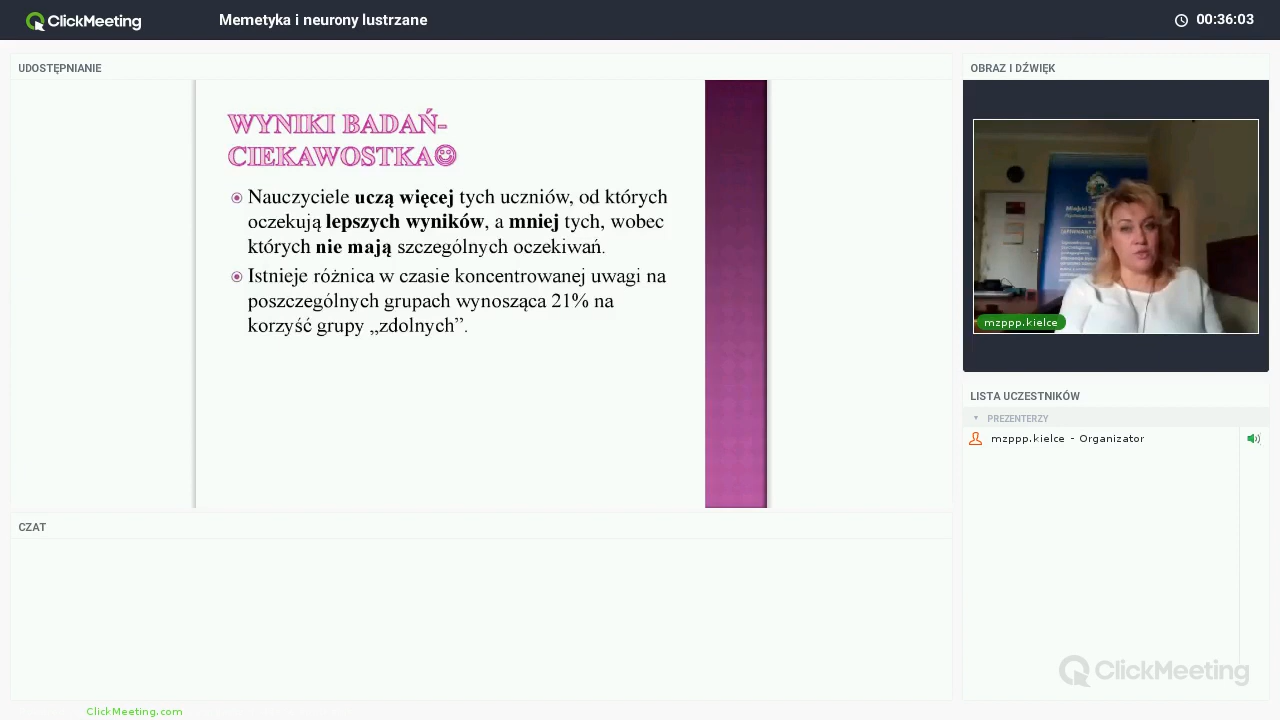 ClickMeeting
Memetyka i neurony lustrzane
00:36:03
UDOSTĘPNIANIE
WYNIKI BADAŃ-
CIEKAWOSTKA☺
Nauczyciele uczą więcej tych uczniów, od których
oczekują lepszych wyników, a mniej tych, wobec
których nie mają szczególnych oczekiwań.
Istnieje różnica w czasie koncentrowanej uwagi na
poszczególnych grupach wynosząca 21% na
korzyść grupy „zdolnych”.
OBRAZ I DŹWIĘK
mzppp.kielce
LISTA UCZESTNIKÓW
PREZENTERZY
mzppp.kielce - Organizator
CZAT
ClickMeeting
ClickMeeting.com